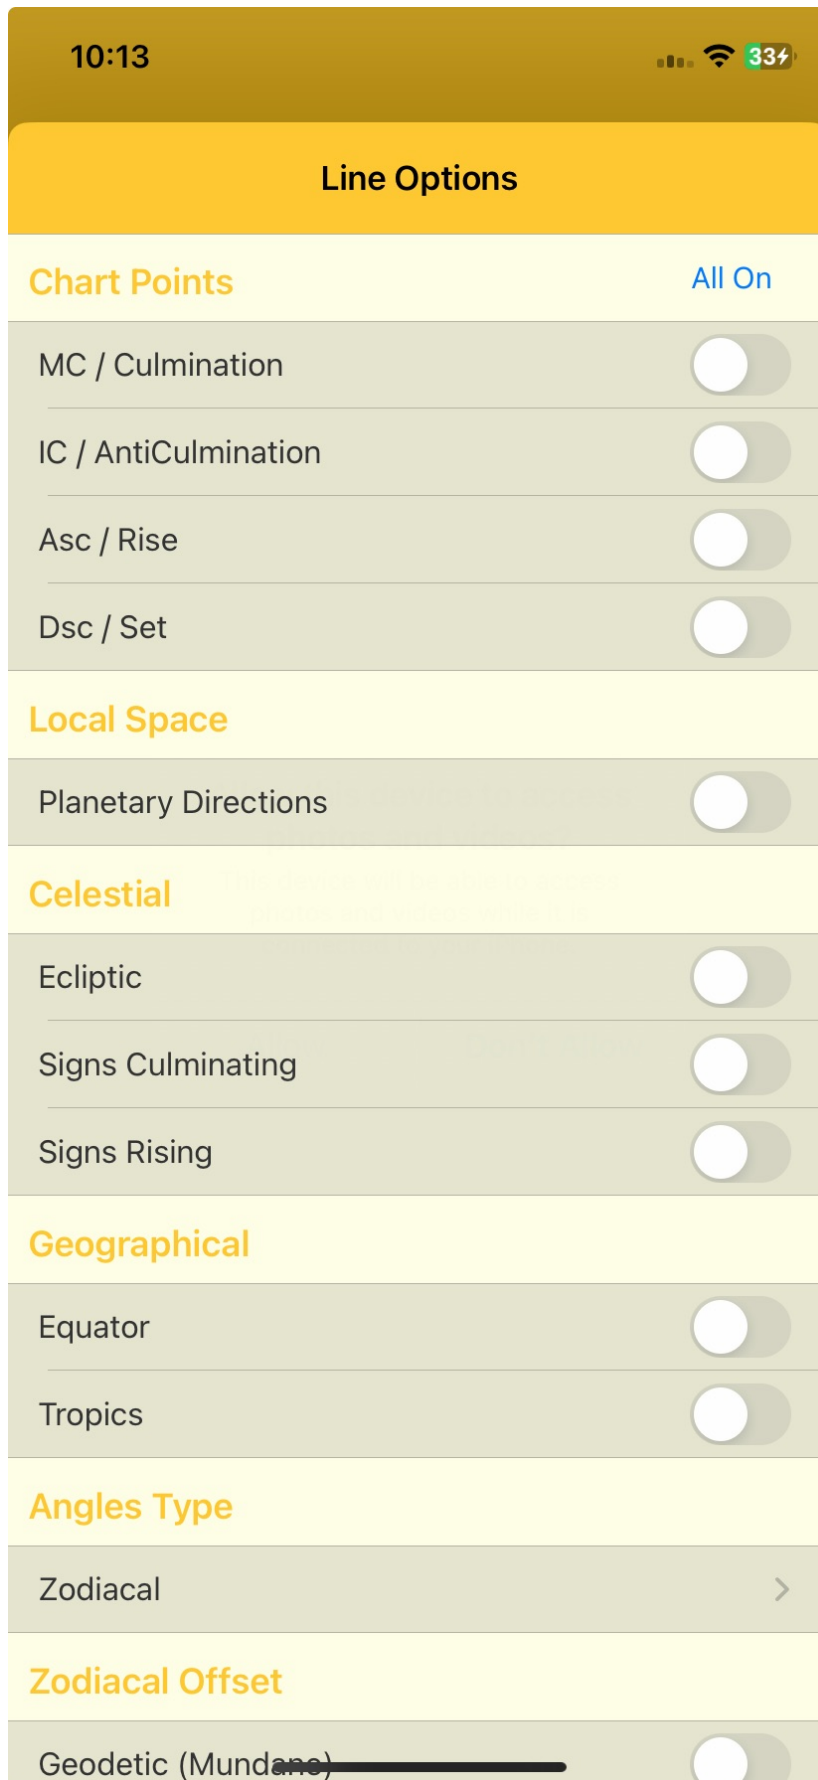 10:13
33
Line Options
Chart Points
All On
MC / Culmination
IC / AntiCulmination
Asc / Rise
Dsc / Set
Local Space
Planetary Directions
Celestial
Ecliptic
Signs Culminating
Signs Rising
Geographical
Equator
Tropics
Angles Type
Zodiacal
Zodiacal Offset
Geodetic (Mundane)